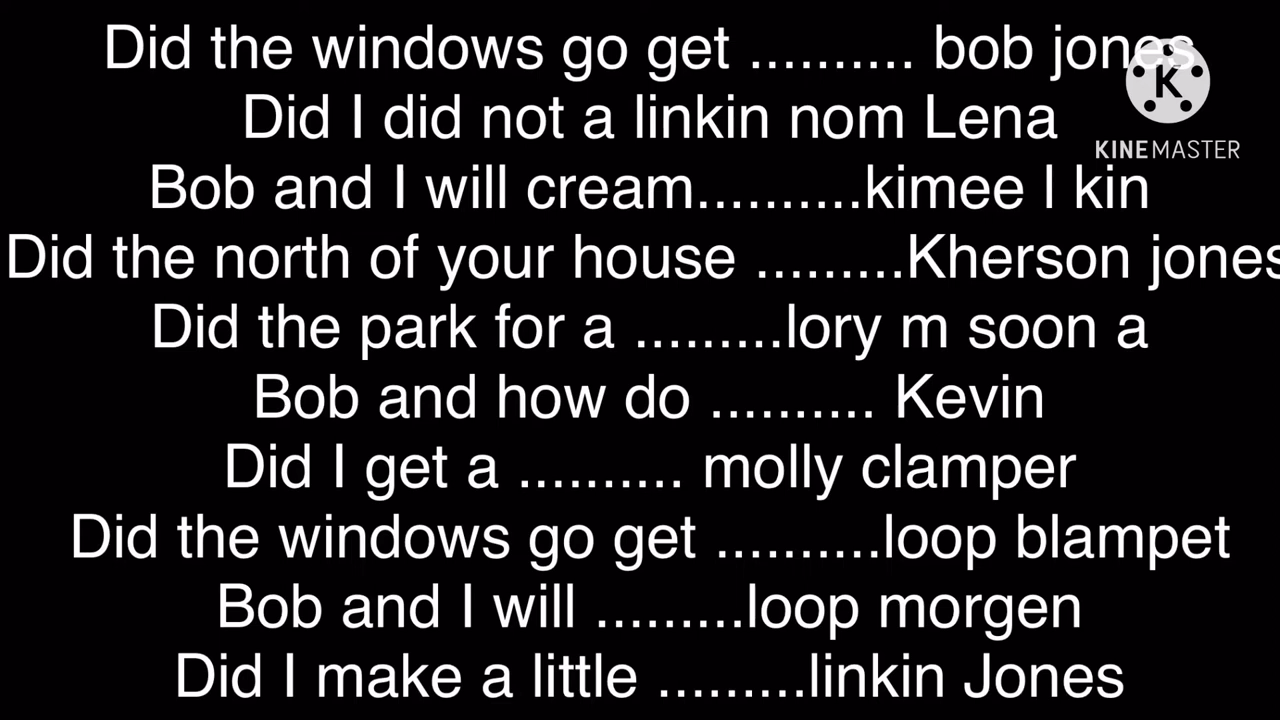 Did the windows go get .......... bob jones
Did I did not a linkin nom Lena
Bob and I will cream..........kimee l kin
Did the north of your house .........Kherson jones
Did the park for a .........lory m soon a
Bob and how do .......... Kevin
Did I get a .......... molly clamper
Did the windows go get ..........loop blampet
Bob and I will .........loop morgen
Did I make a little .........linkin Jones
K
KINEMASTER